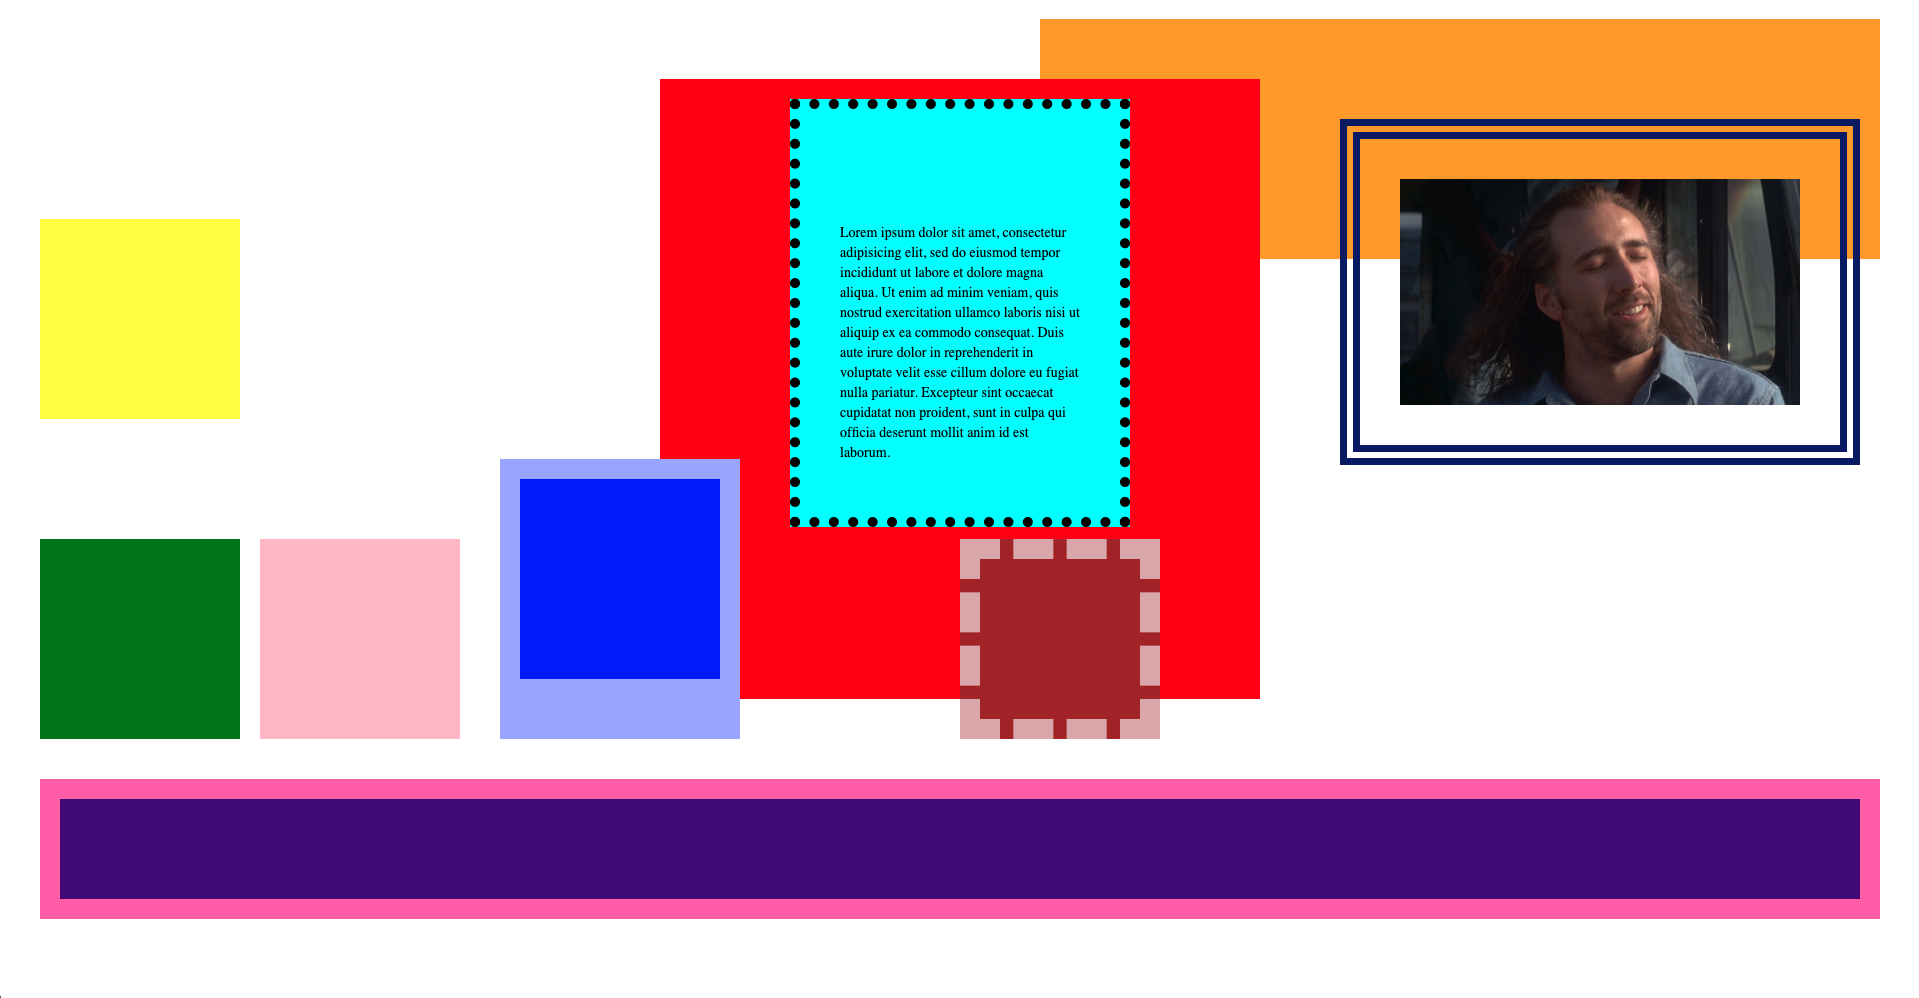 Lorem ipsum dolor sit amet, consectetur
adipisicing elit, sed do eiusmod tempor
incididunt ut labore et dolore magna
aliqua. Ut enim ad minim veniam, quis
nostrud exercitation ullamco laboris nisi ut
aliquip ex ea commodo consequat. Duis
aute irure dolor in reprehenderit in
voluptate velit esse cillum dolore eu fugiat
nulla pariatur. Excepteur sint occaecat
cupidatat non proident, sunt in culpa qui
officia deserunt mollit anim id est
laborum.